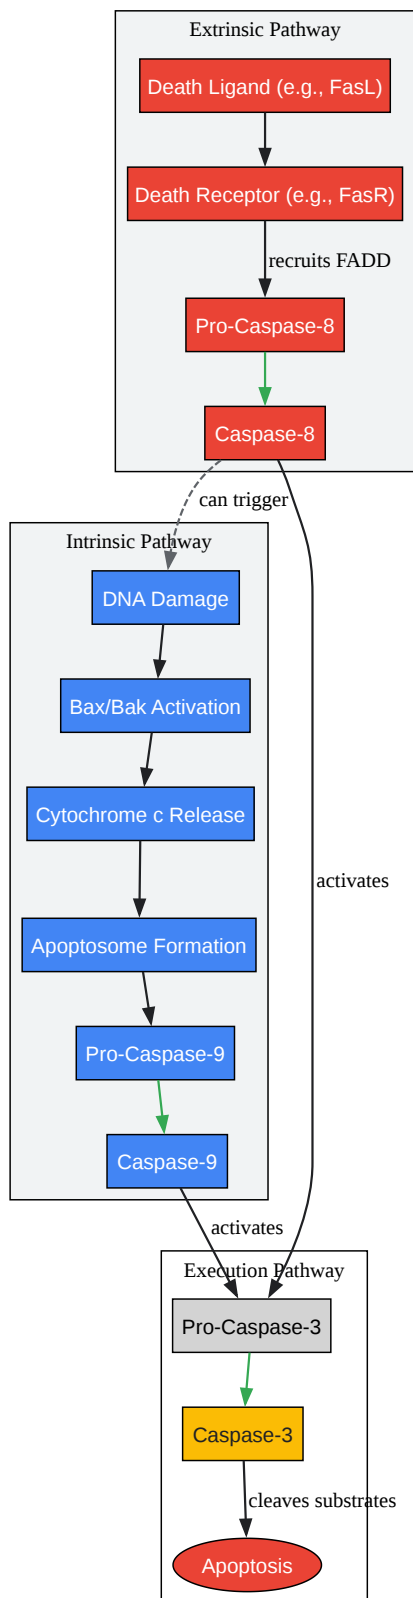 Extrinsic Pathway
Death Ligand (e.g., FasL)
Death Receptor (e.g., FasR)
recruits FADD
Pro-Caspase-8
Caspase-8
can trigger
Intrinsic Pathway
DNA Damage
Bax/Bak Activation
Cytochrome c Release
activates
Apoptosome Formation
Pro-Caspase-9
Caspase-9
activates
Execution Pathway
Pro-Caspase-3
Caspase-3
cleaves substrates
Apoptosis